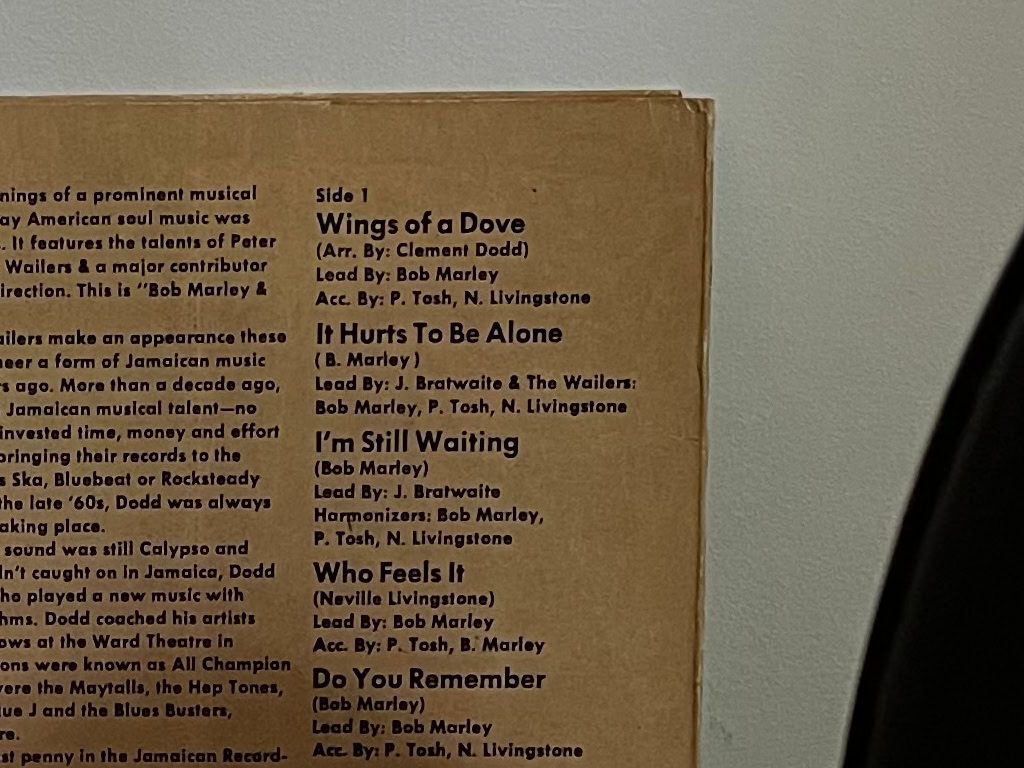 nings of a prominent musical
ay American soul music was
. It features the talents of Peter
Wailers & a major contributor
irection. This is "Bob Marley &
ailers make an appearance these
neer a form of Jamaican music
s ago. More than a decade ago,
Jamaican musical talent—no
invested time, money and effort
bringing their records to the
s Ska, Bluebeat or Rocksteady
the late '60s, Dodd was always
aking place.
sound was still Calypso and
dn't caught on in Jamaica, Dodd
ho played a new music with
hms. Dodd coached his artists
ows at the Ward Theatre in
ons were known as All Champion
were the Maytalls, the Hep Tones,
lue J and the Blues Busters,
re.
st penny in the Jamaican Record-
Side 1
Wings of a Dove
(Arr. By: Clement Dodd)
Lead By: Bob Marley
Acc. By: P. Tosh, N. Livingstone
It Hurts To Be Alone
( B. Marley )
Lead By: J. Bratwaite & The Wailers:
Bob Marley, P. Tosh, N. Livingstone
I'm Still Waiting
(Bob Marley)
Lead By: J. Bratwaite
Harmonizers: Bob Marley,
P. Tosh, N. Livingstone
Who Feels It
(Neville Livingstone)
Lead By: Bob Marley
Acc. By: P. Tosh, B. Marley
Do You Remember
(Bob Marley)
Lead By: Bob Marley
Acc. By: P. Tosh, N. Livingstone